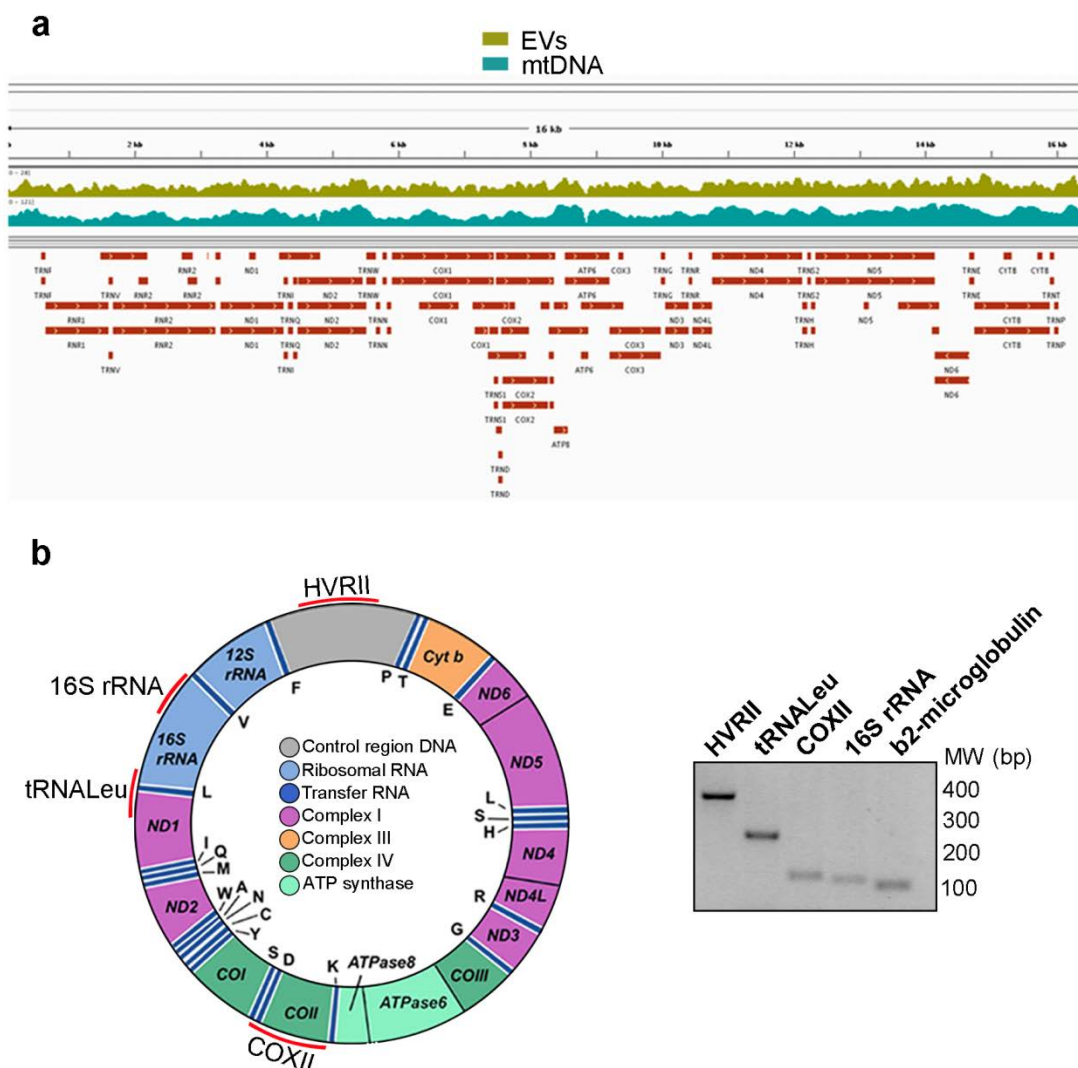 a
EVs
mtDNA
16 kb
2 kb 4 kb 6 kb 8 kb 10 kb 12 kb 14 kb 16 kb
TRNF RNR2 ND1 TRNW COX1 ATP6 COX3 TRNG TRNR ND4 TRNS2 ND5 TRNE CYTB CYTB
TRNF TRNV RNR2 RNR2 TRNI ND2 TRNW COX1 ATP6 TRNG TRNR ND4 TRNS2 ND5 TRNE TRNT
RNR1 RNR2 ND1 TRNQ ND2 TRNN COX1 COX2 ND3 ND4L TRNH ND5 CYTB TRNP
RNR1 TRNV RNR2 ND1 TRNQ TRNI ND2 TRNN COX1 COX2 COX3 ND3 ND4L TRNH CYTB TRNP
ATP6 COX3 ND6
TRNS1 COX2 ND6
TRNS1 COX2
TRND ATP8
TRND
TRND
b
HVRII
16S rRNA
tRNALeu
COXII
12S rRNA
16S rRNA
ND1
ND2
COI
COII
ATPase8
ATPase6
COIII
ND3
ND4L
ND4
ND5
ND6
Cyt b
F
V
L
I
Q
M
W
A
N
C
Y
S D
K
G
R
H
S
L
E
T
P
Control region DNA
Ribosomal RNA
Transfer RNA
Complex I
Complex III
Complex IV
ATP synthase
HVRII
tRNALeu
COXII
16S rRNA
b2-microglobulin
MW (bp)
400
300
200
100